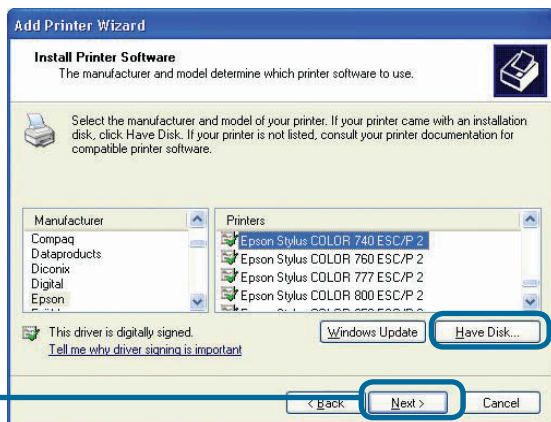 Add Printer Wizard
Install Printer Software
The manufacturer and model determine which printer software to use.
Select the manufacturer and model of your printer. If your printer came with an installation
disk, click Have Disk. If your printer is not listed, consult your printer documentation for
compatible printer software.
Manufacturer
Compaq
Dataproducts
Diconix
Digital
Epson
Printers
Epson Stylus COLOR 740 ESC/P 2
Epson Stylus COLOR 760 ESC/P 2
Epson Stylus COLOR 777 ESC/P 2
Epson Stylus COLOR 800 ESC/P 2
This driver is digitally signed.
Tell me why driver signing is important
Windows Update
Have Disk...
< Back
Next >
Cancel